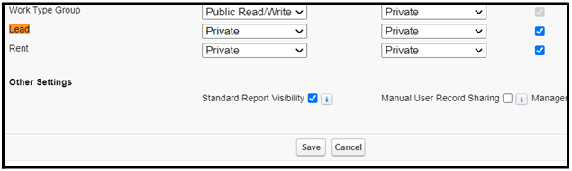 Work Type Group Public Read/Write Private
Lead Private Private
Rent Private Private
Other Settings
Standard Report Visibility i Manual User Record Sharing i Manager
Save Cancel